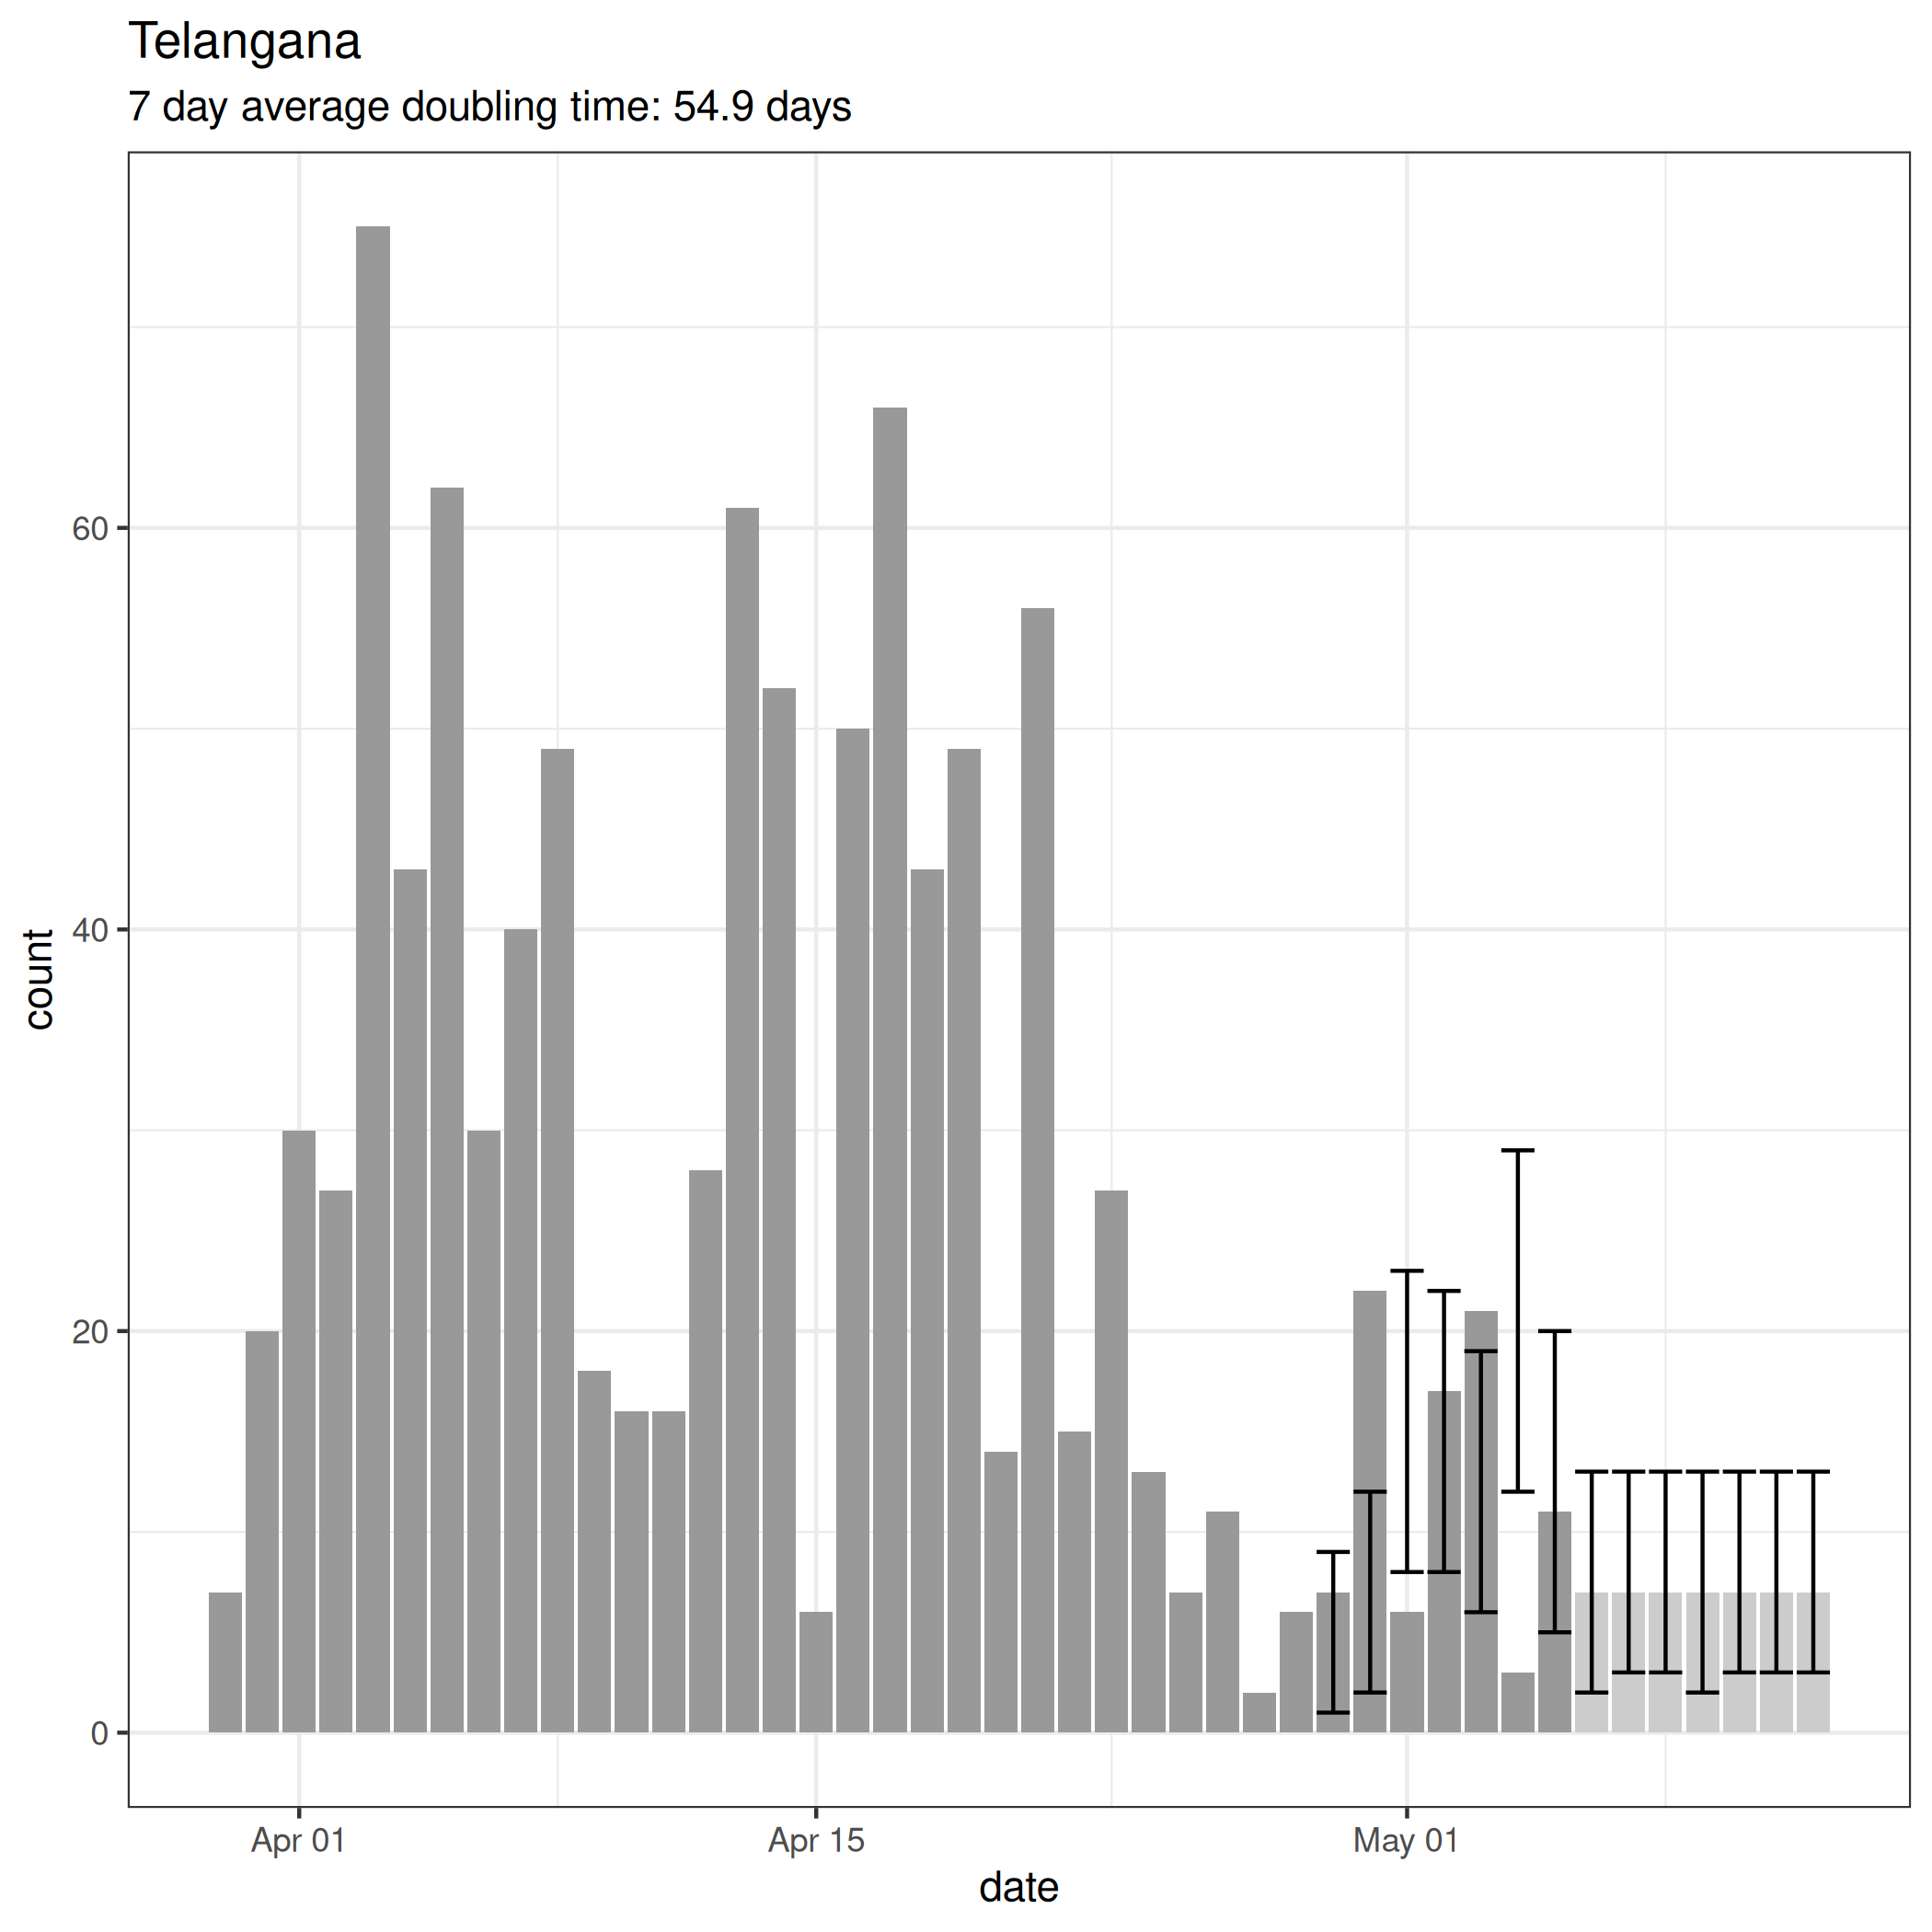 Telangana
7 day average doubling time: 54.9 days
60
40
20
0
count
Apr 01
Apr 15
May 01
date